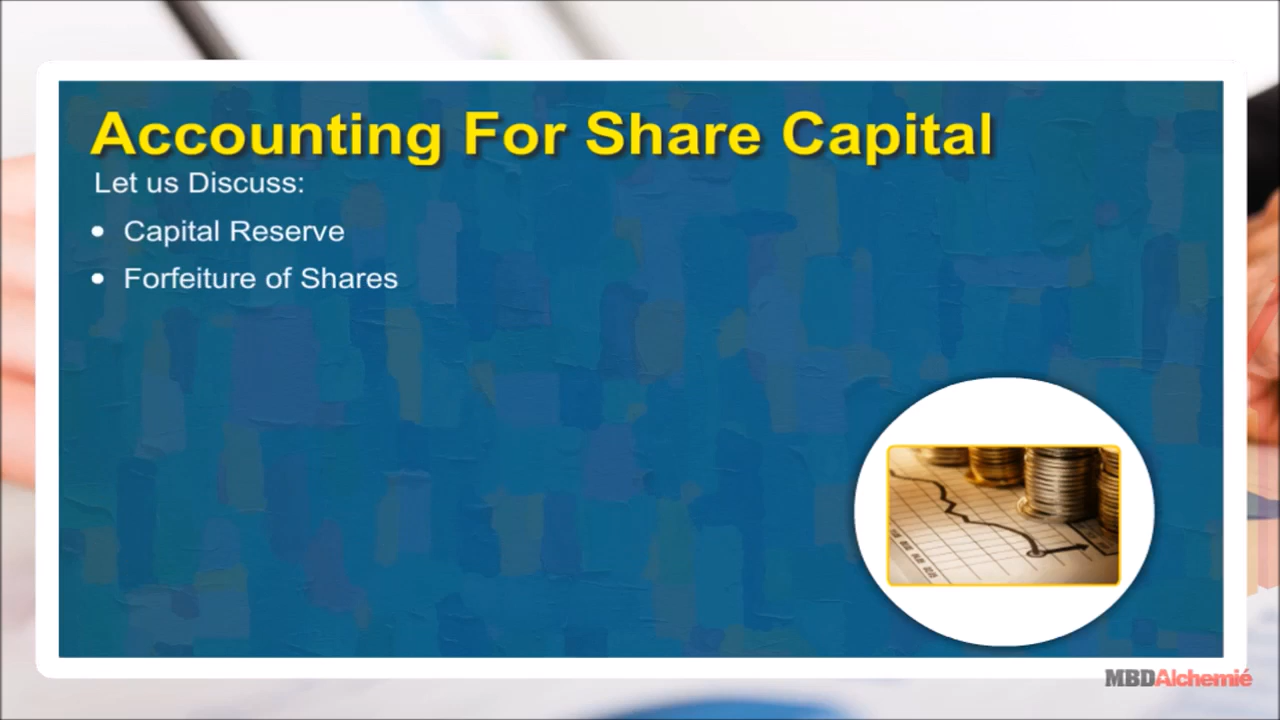 Accounting For Share Capital
Let us Discuss:
• Capital Reserve
• Forfeiture of Shares
MBDAlchemié